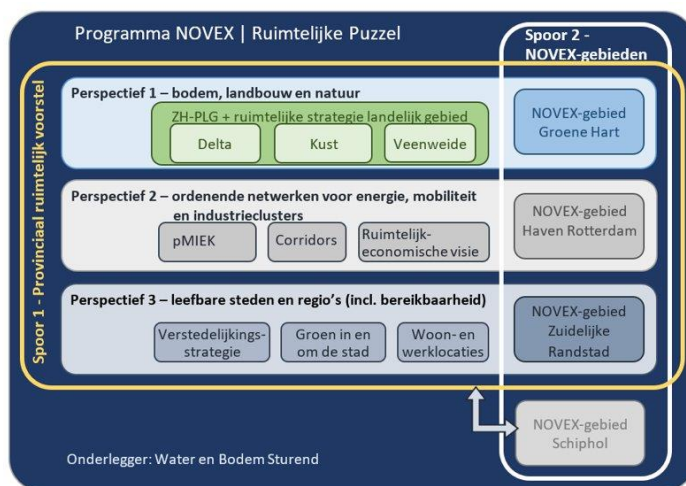 Programma NOVEX | Ruimtelijke Puzzel
Spoor 2 -
NOVEX-gebieden
Spoor 1 - Provinciaal ruimtelijk voorstel
Perspectief 1 – bodem, landbouw en natuur
ZH-PLG + ruimtelijke strategie landelijk gebied
Delta
Kust
Veenweide
NOVEX-gebied
Groene Hart
Perspectief 2 – ordenende netwerken voor energie, mobiliteit
en industrieclusters
pMIEK
Corridors
Ruimtelijk-
economische visie
NOVEX-gebied
Haven Rotterdam
Perspectief 3 – leefbare steden en regio’s (incl. bereikbaarheid)
Verstedelijkings-
strategie
Groen in en
om de stad
Woon- en
werklocaties
NOVEX-gebied
Zuidelijke
Randstad
NOVEX-gebied
Schiphol
Onderlegger: Water en Bodem Sturend